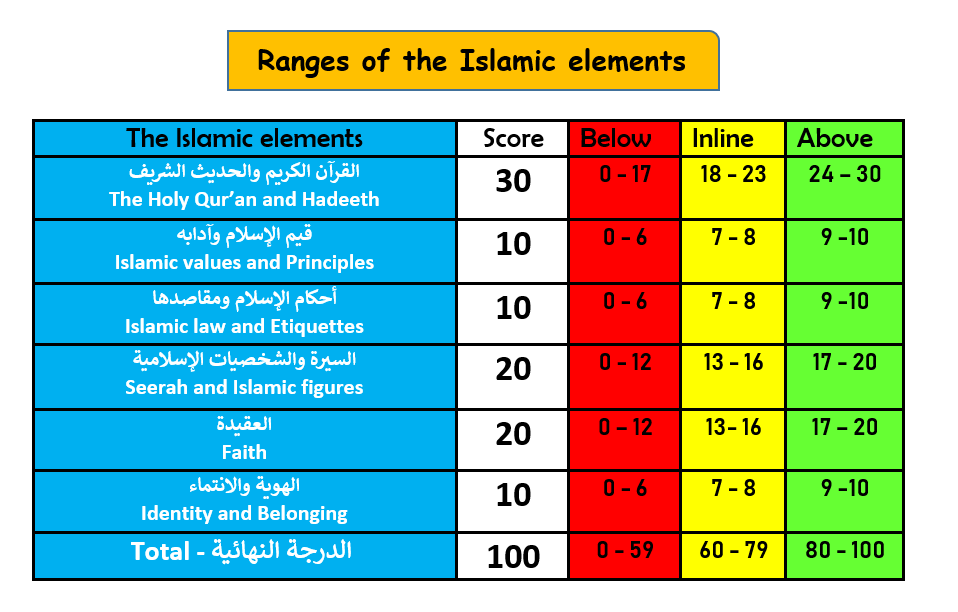 Ranges of the Islamic elements
The Islamic elements Score Below Inline Above
القرآن الكريم والحديث الشريف
The Holy Qur’an and Hadeeth
30 0 - 17 18 – 23 24 – 30
قيم الإسلام وآدابه
Islamic values and Principles
10 0 - 6 7 – 8 9 -10
أحكام الإسلام ومقاصدها
Islamic law and Etiquettes
10 0 - 6 7 – 8 9 -10
السيرة والشخصيات الإسلامية
Seerah and Islamic figures
20 0 – 12 13 – 16 17 – 20
العقيدة
Faith
20 0 – 12 13– 16 17 – 20
الهوية والانتماء
Identity and Belonging
10 0 - 6 7 – 8 9 -10
Total - الدرجة النهائية 100 0 – 59 60 – 79 80 - 100